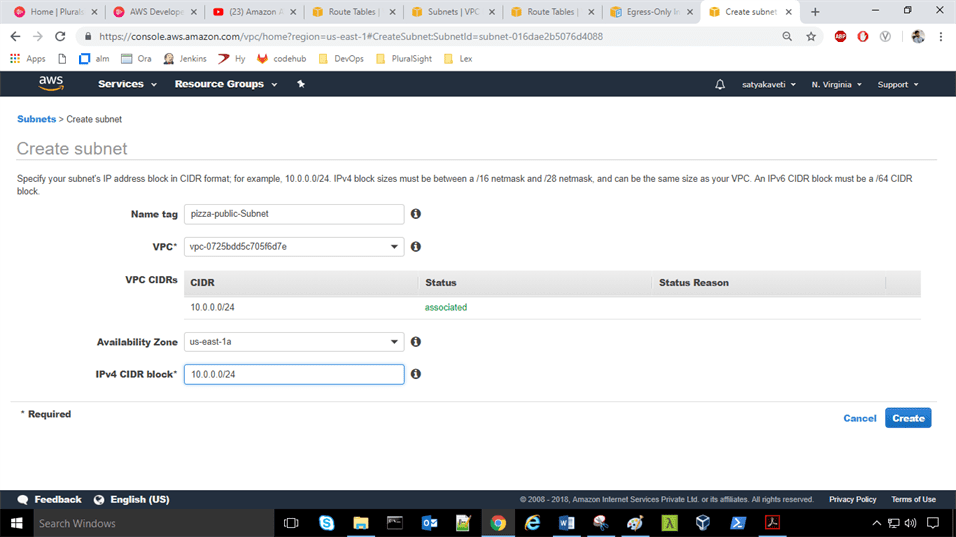 Home | Plurals
AWS Develope
(23) Amazon A
Route Tables |
Subnets | VPC
Route Tables |
Egress-Only In
Create subnet
https://console.aws.amazon.com/vpc/home?region=us-east-1#CreateSubnet:SubnetId=subnet-016dae2b5076d4088
ABP
Apps
alm
Ora
Jenkins
Hy
codehub
DevOps
PluralSight
Lex
aws
Services
Resource Groups
satyakaveti
N. Virginia
Support
Subnets > Create subnet
Create subnet
Specify your subnet's IP address block in CIDR format; for example, 10.0.0.0/24. IPv4 block sizes must be between a /16 netmask and /28 netmask, and can be the same size as your VPC. An IPv6 CIDR block must be a /64 CIDR
block.
Name tag
pizza-public-Subnet
VPC*
vpc-0725bdd5c705f6d7e
VPC CIDRs
CIDR
Status
Status Reason
10.0.0.0/24
associated
Availability Zone
us-east-1a
IPv4 CIDR block*
10.0.0.0/24
* Required
Cancel
Create
Feedback
English (US)
© 2008 - 2018, Amazon Internet Services Private Ltd. or its affiliates. All rights reserved.
Privacy Policy
Terms of Use
Search Windows